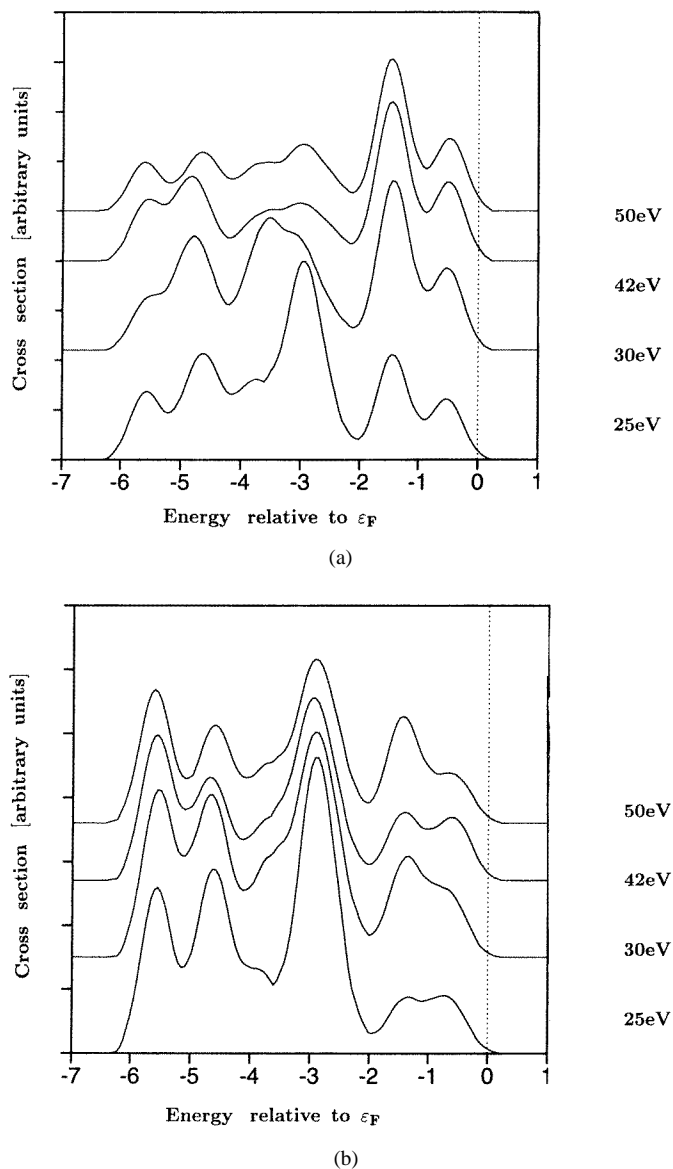 Cross section [arbitrary units]
50eV
42eV
30eV
25eV
-7 -6 -5 -4 -3 -2 -1 0 1
Energy relative to εF
(a)
Cross section [arbitrary units]
50eV
42eV
30eV
25eV
-7 -6 -5 -4 -3 -2 -1 0 1
Energy relative to εF
(b)